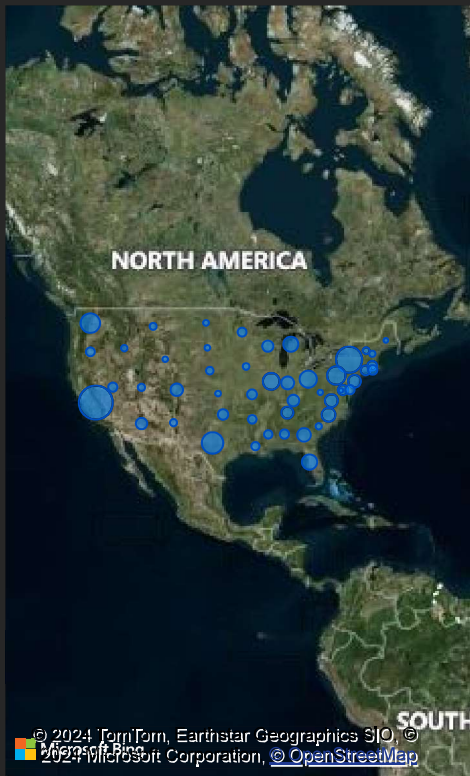 NORTH AMERICA
SOUTH
© 2024 TomTom, Earthstar Geographics SIO, ©
Microsoft Bing
2024 Microsoft Corporation, © OpenStreetMap